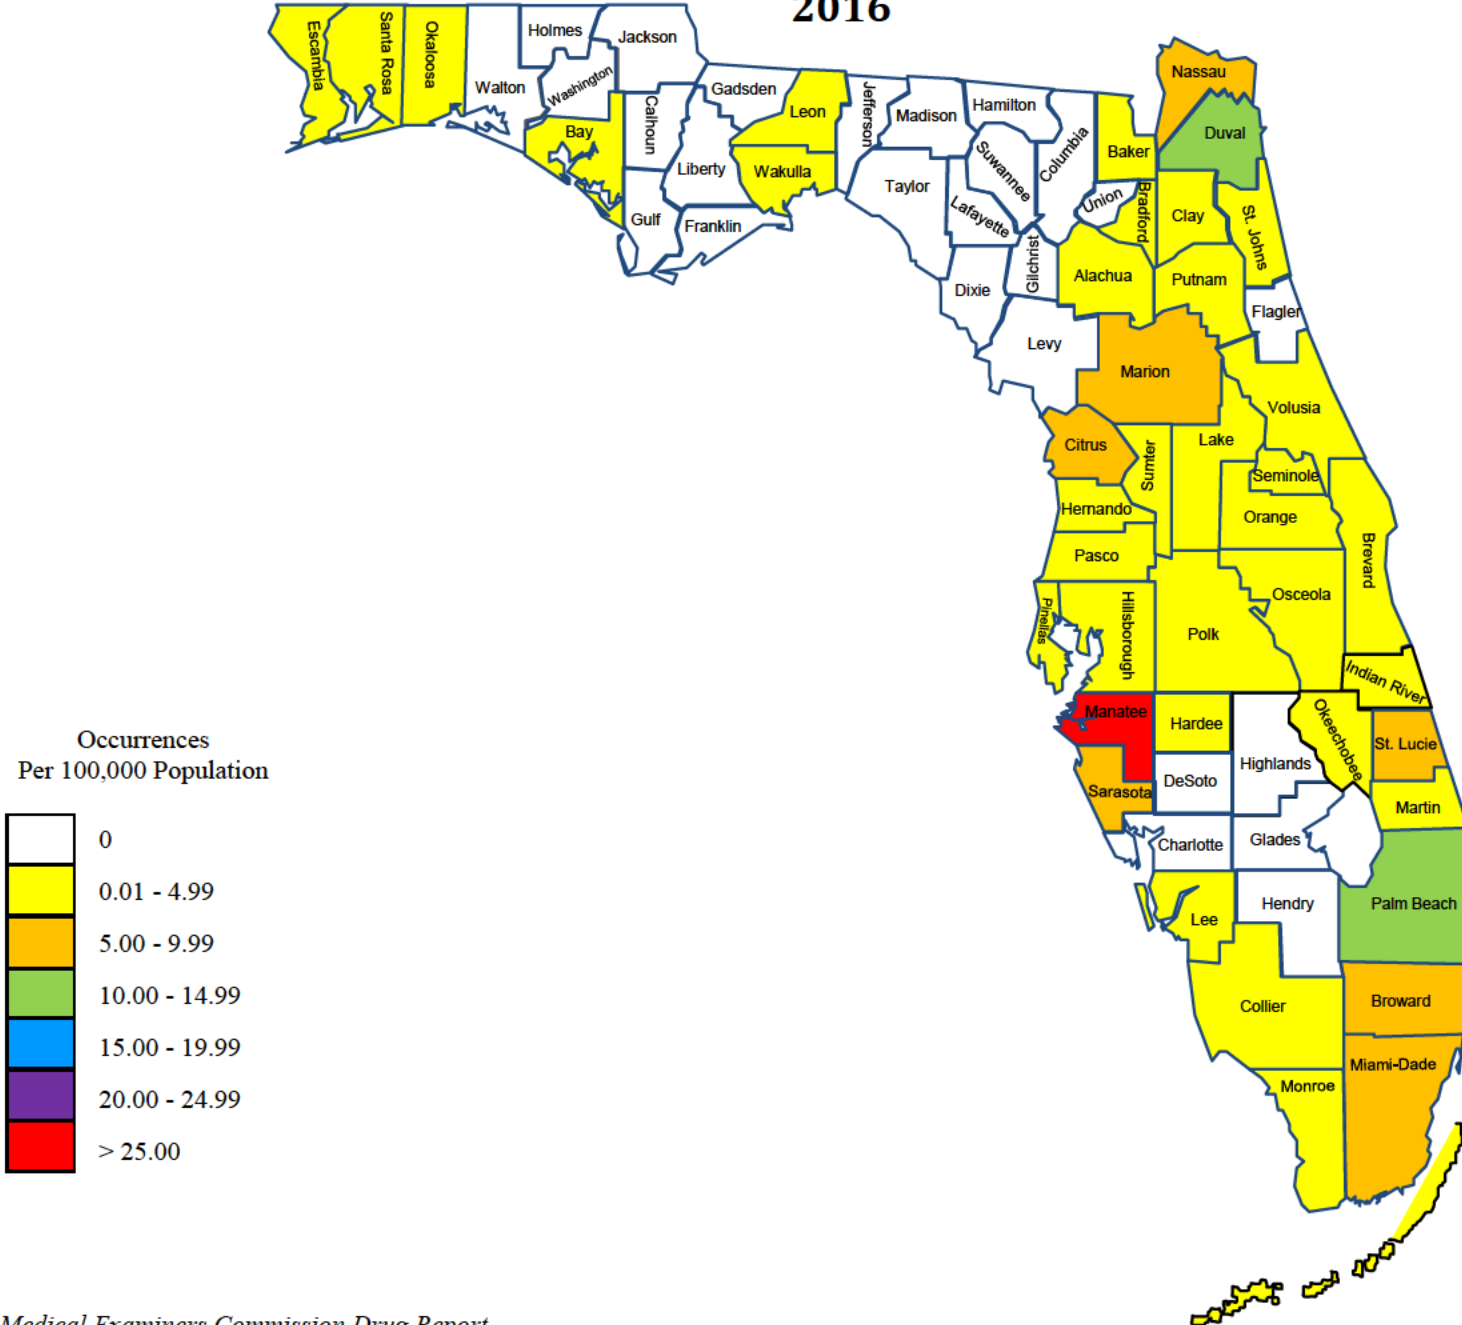 2016
Escambia
Santa Rosa
Okaloosa
Walton
Holmes
Washington
Jackson
Bay
Calhoun
Gulf
Gadsden
Liberty
Franklin
Leon
Wakulla
Jefferson
Madison
Taylor
Hamilton
Suwannee
Lafayette
Columbia
Dixie
Gilchrist
Levy
Baker
Union
Bradford
Nassau
Duval
Clay
St. Johns
Alachua
Putnam
Flagler
Marion
Volusia
Citrus
Sumter
Lake
Seminole
Hernando
Orange
Pasco
Brevard
Pinellas
Hillsborough
Polk
Osceola
Indian River
Manatee
Hardee
Highlands
Okeechobee
St. Lucie
Sarasota
DeSoto
Martin
Charlotte
Glades
Lee
Hendry
Palm Beach
Collier
Broward
Miami-Dade
Monroe
Occurrences
Per 100,000 Population
0
0.01 - 4.99
5.00 - 9.99
10.00 - 14.99
15.00 - 19.99
20.00 - 24.99
> 25.00
Medical Examiners Commission Drug Report